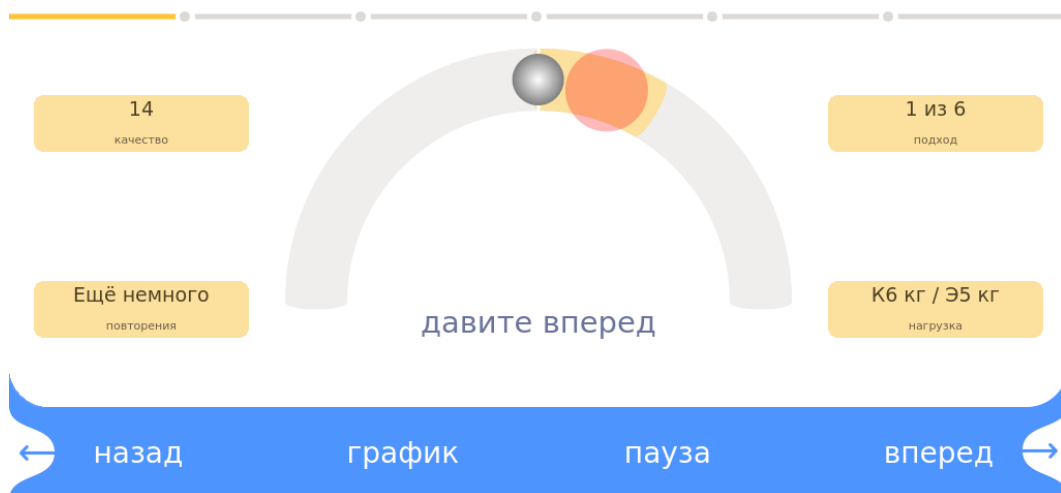 14
качество
1 из 6
подход
Ещё немного
повторения
К6 кг / Э5 кг
нагрузка
давите вперед
назад
график
пауза
вперед